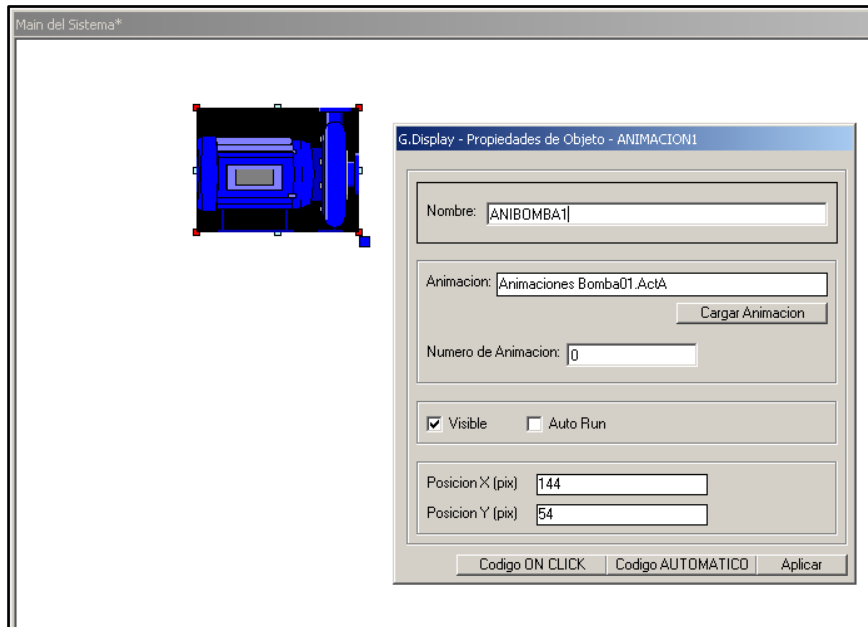 Main del Sistema*
G.Display - Propiedades de Objeto - ANIMACION1
Nombre: ANIBOMBA1
Animacion: Animaciones Bomba01.ActA
Cargar Animacion
Numero de Animacion: 0
Visible Auto Run
Posicion X (pix) 144
Posicion Y (pix) 54
Codigo ON CLICK Codigo AUTOMATICO Aplicar